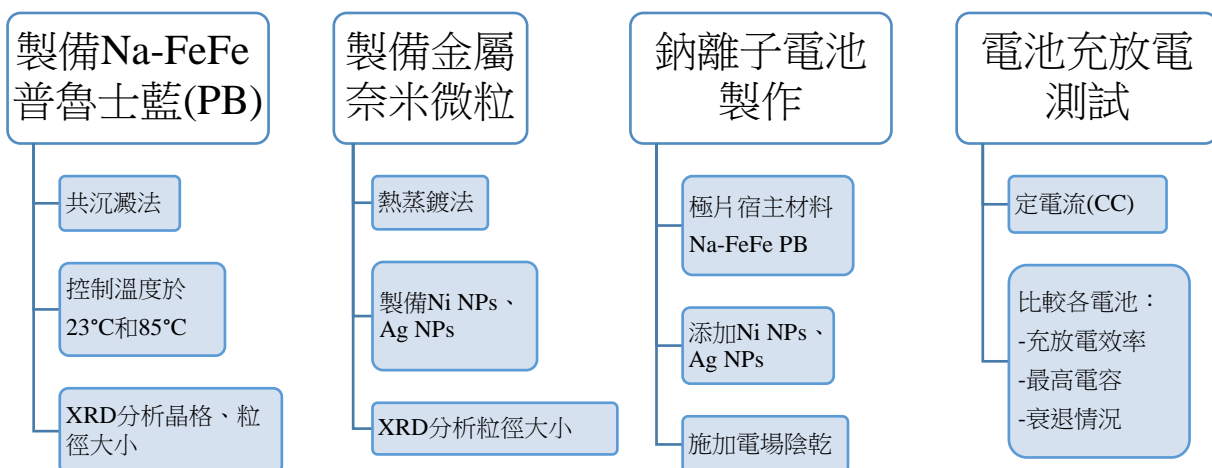 製備Na-FeFe
普魯士藍(PB)
共沉澱法
控制溫度於
23°C和85°C
XRD分析晶格、粒
徑大小
製備金屬
奈米微粒
熱蒸鍍法
製備Ni NPs、
Ag NPs
XRD分析粒徑大小
鈉離子電池
製作
極片宿主材料
Na-FeFe PB
添加Ni NPs、
Ag NPs
施加電場陰乾
電池充放電
測試
定電流(CC)
比較各電池：
-充放電效率
-最高電容
-衰退情況